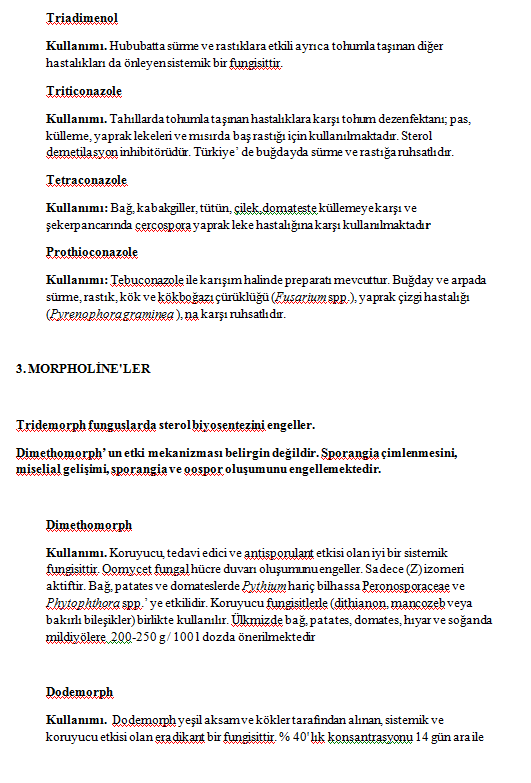 Triadimenol
Kullanımı. Hububatta sürme ve rastıklara etkili ayrıca tohumla taşınan diğer
hastalıkları da önleyen sistemik bir fungisittir.
Triticonazole
Kullanımı. Tahıllarda tohumla taşınan hastalıklara karşı tohum dezenfektanı; pas,
külleme, yaprak lekeleri ve mısırda baş rastığı için kullanılmaktadır. Sterol
demetilasyon inhibitörüdür. Türkiye' de buğdayda sürme ve rastığa ruhsatlıdır.
Tetraconazole
Kullanımı: Bağ, kabakgiller, tütün, çilek,domateste küllemeye karşı ve
şekerpancarında cercospora yaprak leke hastalığına karşı kullanılmaktadır
Prothioconazole
Kullanımı: Tebuconazole ile karışım halinde preparatı mevcuttur. Buğday ve arpada
sürme, rastık, kök ve kökboğazı çürüklüğü (Fusarium spp.), yaprak çizgi hastalığı
(Pyrenophora graminea ), na karşı ruhsatlıdır.
3. MORPHOLİNE'LER
Tridemorph funguslarda sterol biyosentezini engeller.
Dimethomorph' un etki mekanizması belirgin değildir. Sporangia çimlenmesini,
miselial gelişimi, sporangia ve oospor oluşumunu engellemektedir.
Dimethomorph
Kullanımı. Koruyucu, tedavi edici ve antisporulant etkisi olan iyi bir sistemik
fungisittir. Oomycet fungal hücre duvarı oluşumunu engeller. Sadece (Z) izomeri
aktiftir. Bağ, patates ve domateslerde Pythium hariç bilhassa Peronosporaceae ve
Phytophthora spp.' ye etkilidir. Koruyucu fungisitlerle (dithianon, mancozeb veya
bakırlı bileşikler) birlikte kullanılır. Ülkmizde bağ, patates, domates, hıyar ve soğanda
mildiyölere 200-250 g / 100 l dozda önerilmektedir
Dodemorph
Kullanımı. Dodemorph yeşil aksam ve kökler tarafından alınan, sistemik ve
koruyucu etkisi olan eradikant bir fungisittir. % 40'lık konsantrasyonu 14 gün ara ile